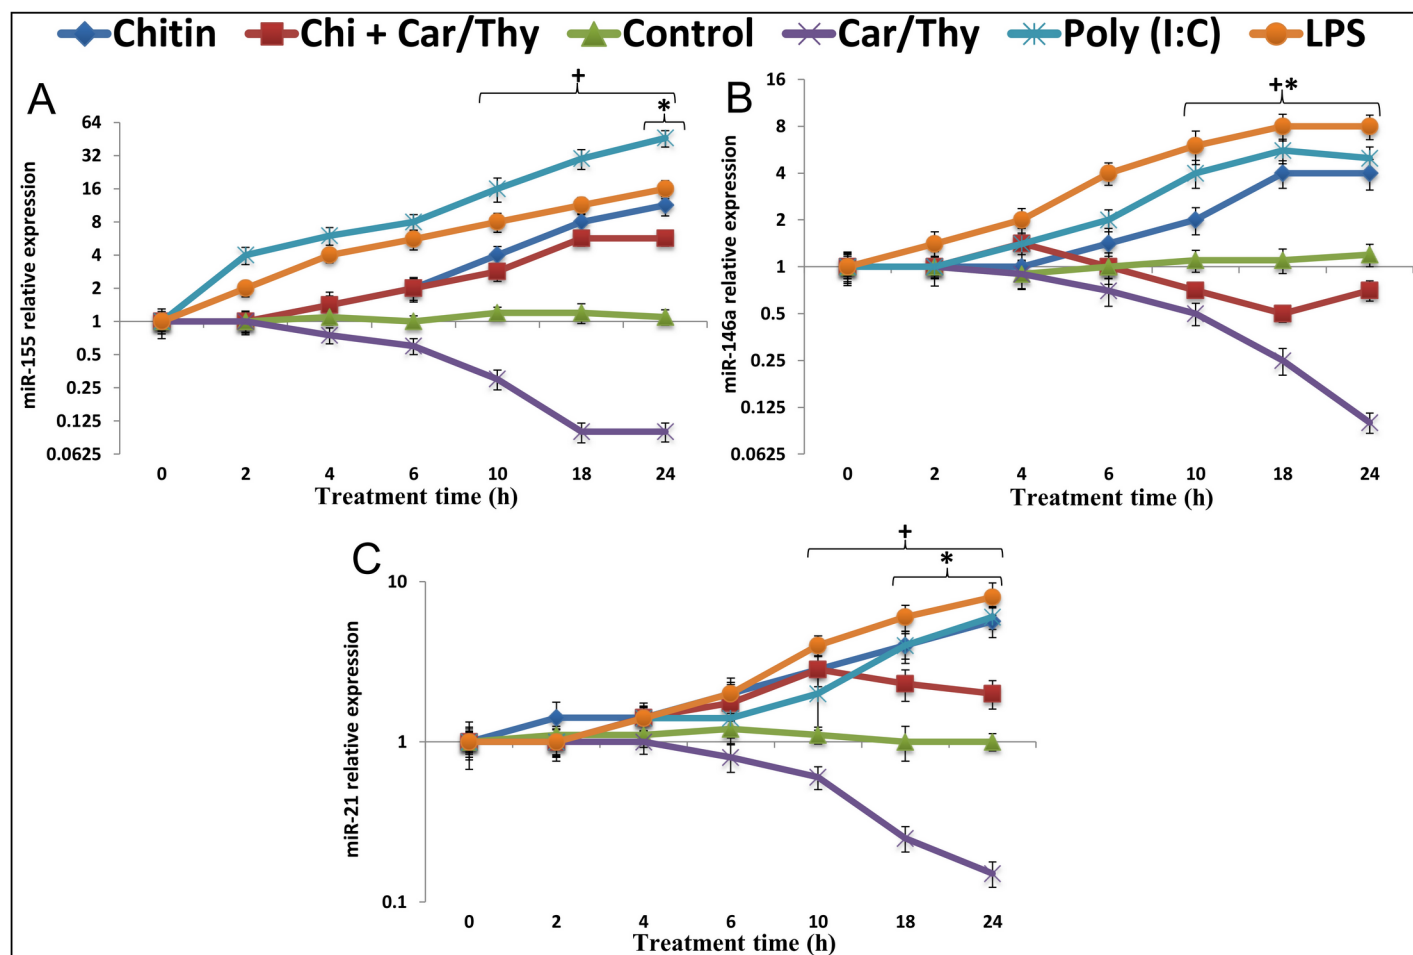 Chitin Chi + Car/Thy Control Car/Thy Poly (I:C) LPS
A
+
*
miR-155 relative expression
64
32
16
8
4
2
1
0.5
0.25
0.125
0.0625
0 2 4 6 10 18 24
Treatment time (h)
B
+*
miR-146a relative expression
16
8
4
2
1
0.5
0.25
0.125
0.0625
0 2 4 6 10 18 24
Treatment time (h)
C
+
*
miR-21 relative expression
10
1
0.1
0 2 4 6 10 18 24
Treatment time (h)